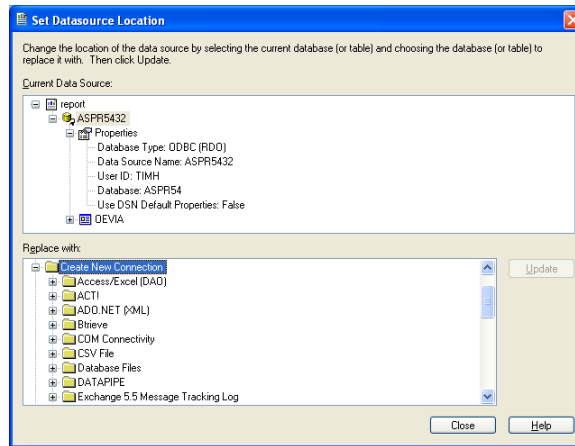 Set Datasource Location
Change the location of the data source by selecting the current database (or table) and choosing the database (or table) to
replace it with. Then click Update.
Current Data Source:
report
ASPR5432
Properties
Database Type: ODBC (RDO)
Data Source Name: ASPR5432
User ID: TIMH
Database: ASPR54
Use DSN Default Properties: False
OEVIA
Replace with:
Create New Connection
Update
Access/Excel (DAO)
ACT!
ADO.NET (XML)
Btrieve
COM Connectivity
CSV File
Database Files
DATAPIPE
Exchange 5.5 Message Tracking Log
Close
Help